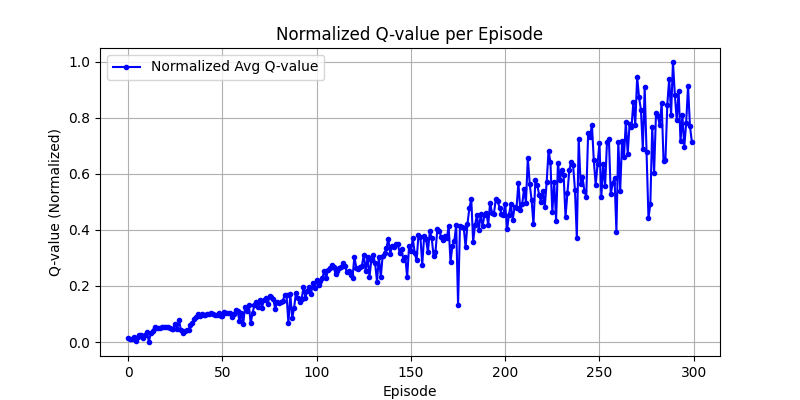 Normalized Q-value per Episode
Normalized Avg Q-value
Q-value (Normalized)
1.0
0.8
0.6
0.4
0.2
0.0
0 50 100 150 200 250 300
Episode